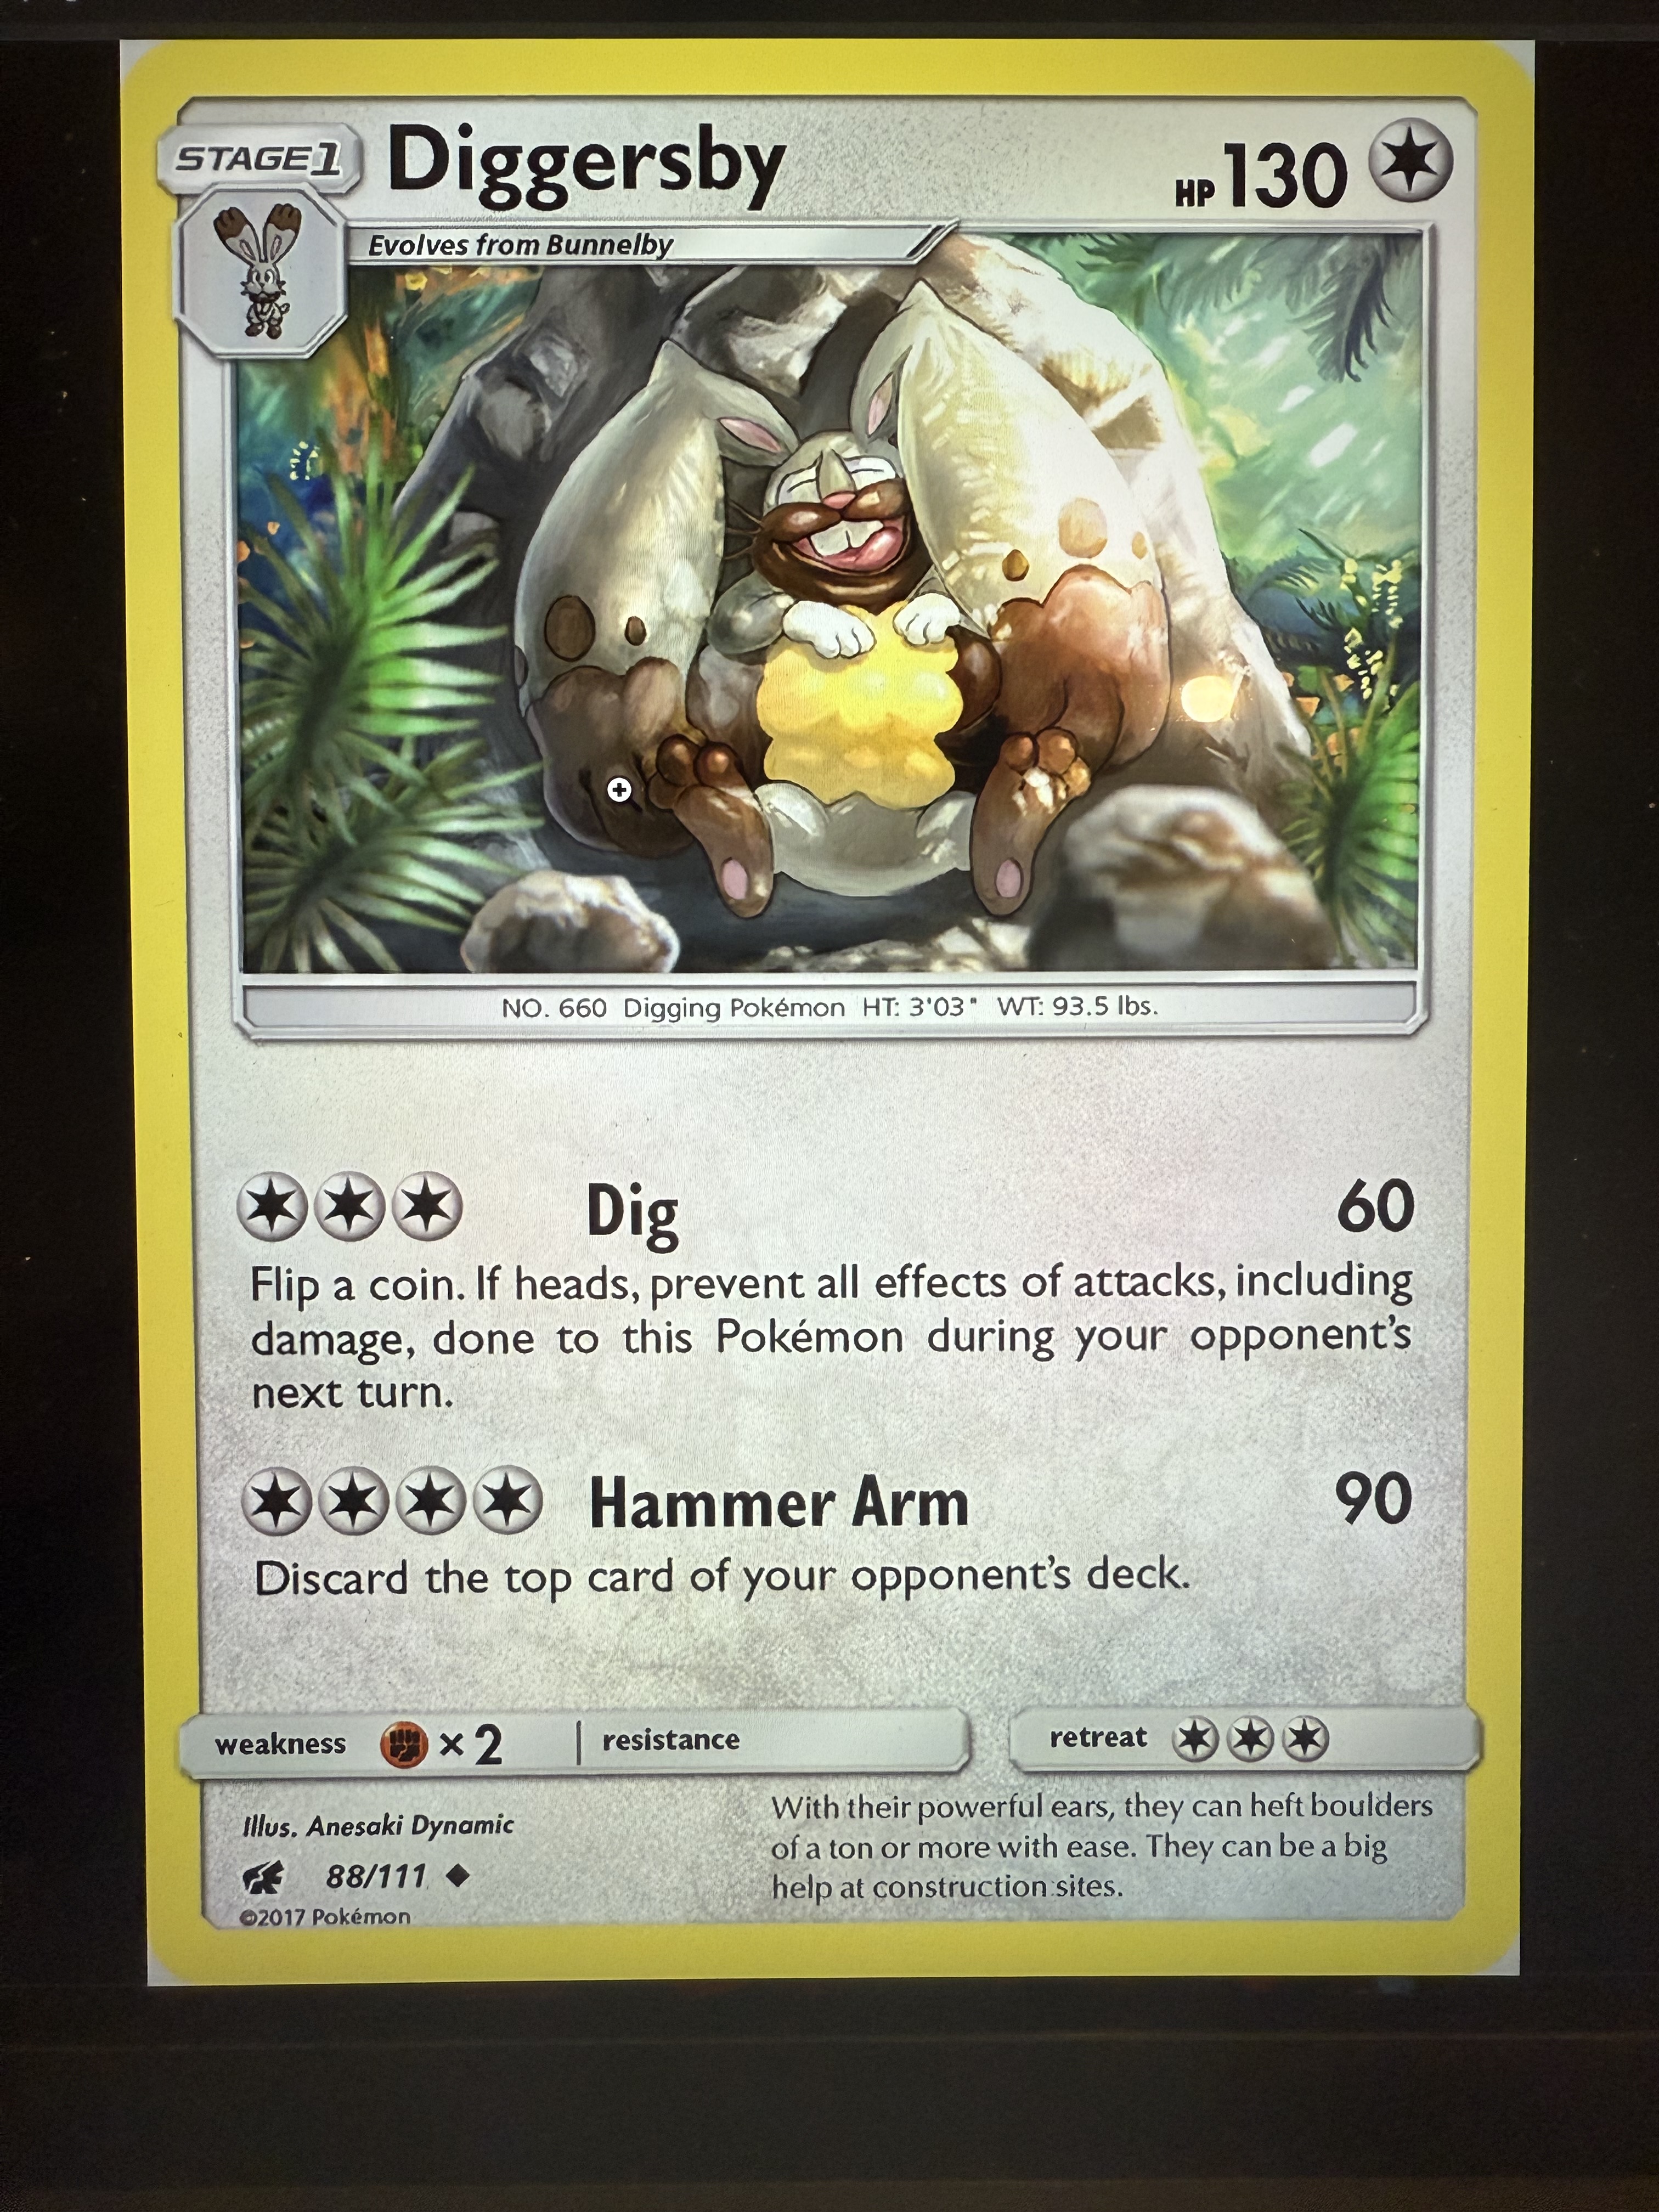 STAGE1
Diggersby
HP 130
Evolves from Bunnelby
NO. 660 Digging Pokémon HT: 3'03" WT: 93.5 lbs.
Dig 60
Flip a coin. If heads, prevent all effects of attacks, including
damage, done to this Pokémon during your opponent's
next turn.
Hammer Arm 90
Discard the top card of your opponent's deck.
weakness × 2 | resistance
retreat
Illus. Anesaki Dynamic
88/111
©2017 Pokémon
With their powerful ears, they can heft boulders
of a ton or more with ease. They can be a big
help at construction sites.